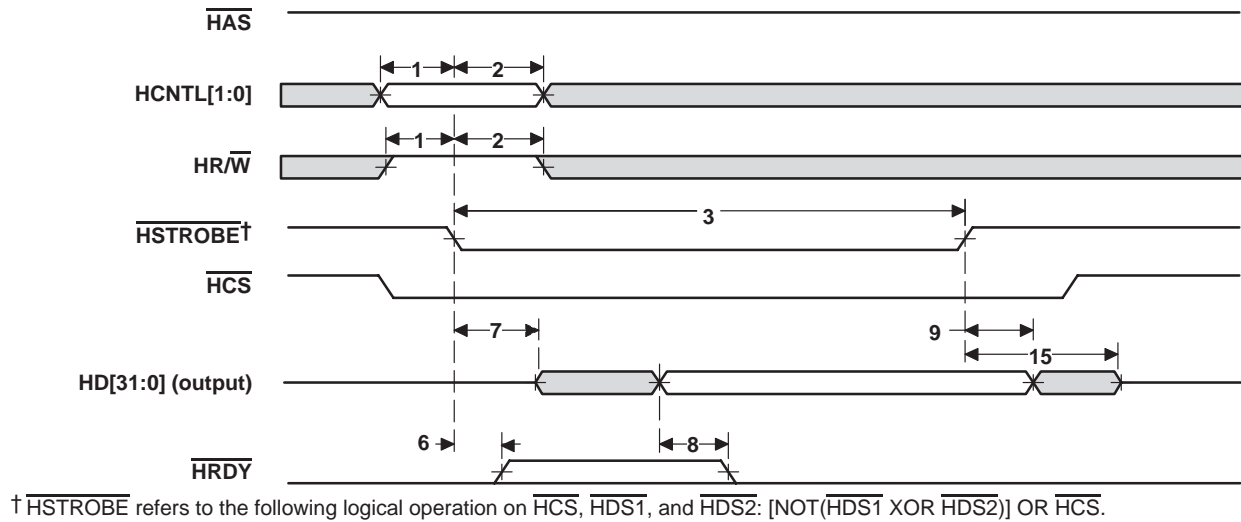 HAS
1 2
HCNTL[1:0]
1 2
HR/W
3
HSTROBE†
HCS
7 9
15
HD[31:0] (output)
6 8
HRDY
† HSTROBE refers to the following logical operation on HCS, HDS1, and HDS2: [NOT(HDS1 XOR HDS2)] OR HCS.